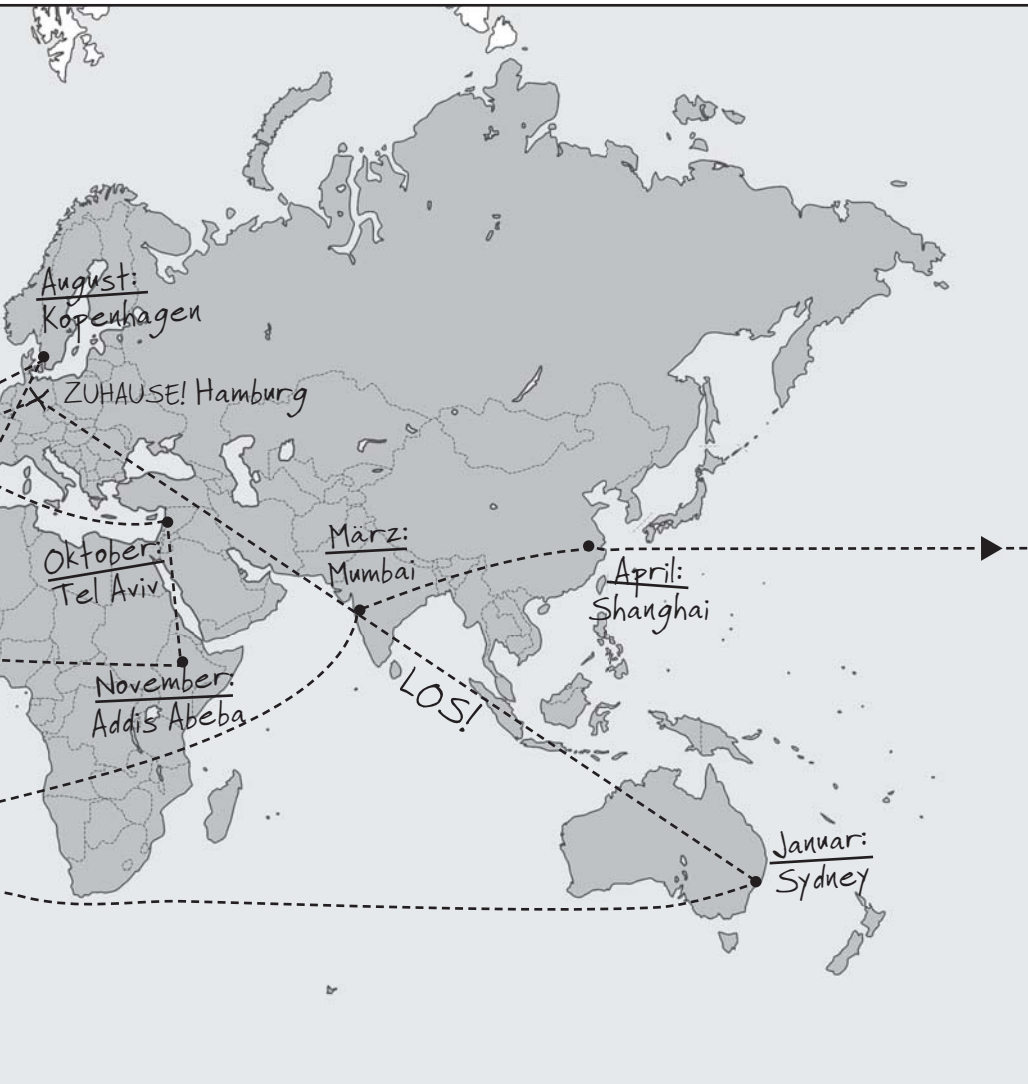 August:
Kopenhagen
ZUHAUSE! Hamburg
März:
Mumbai
Oktober:
Tel Aviv
April:
Shanghai
November:
Addis Abeba
LOS!
Januar:
Sydney